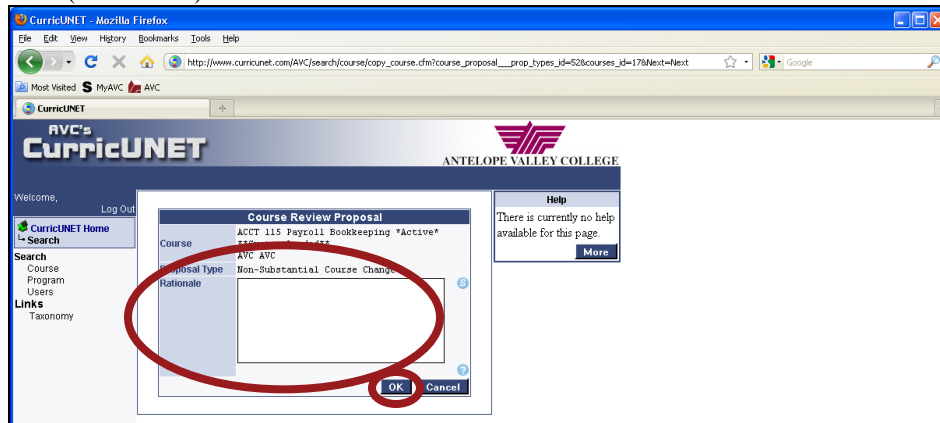 CurricUNET - Mozilla Firefox
File Edit View History Bookmarks Tools Help
http://www.curricunet.com/AVC/search/course/copy_course.cfm?course_proposal___prop_types_id=52&courses_id=17&Next=Next
Google
Most Visited MyAVC AVC
CurricUNET
AVC's
CurricUNET
ANTELOPE VALLEY COLLEGE
Welcome,
Log Out
CurricUNET Home
Search
Search
Course
Program
Users
Links
Taxonomy
Course Review Proposal
Course
ACCT 115 Payroll Bookkeeping *Active*
AVC AVC
Proposal Type Non-Substantial Course Change
Rationale
OK Cancel
Help
There is currently no help
available for this page.
More